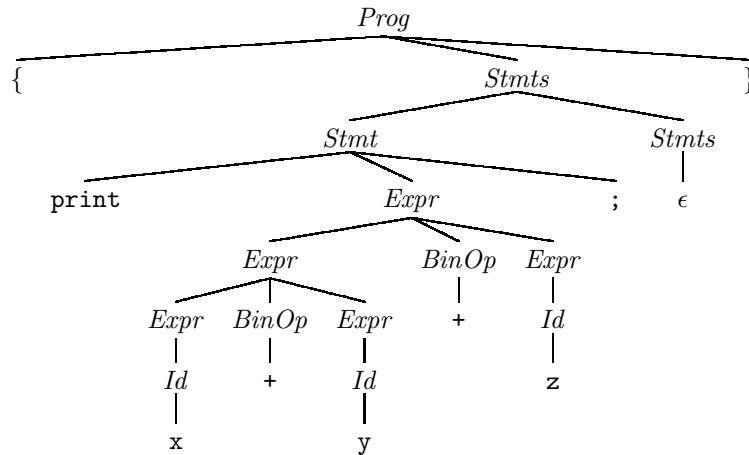 Prog
{ Stmts }
Stmt Stmts
print Expr ; ϵ
Expr BinOp Expr
Expr BinOp Expr + Id
Id + Id z
x y